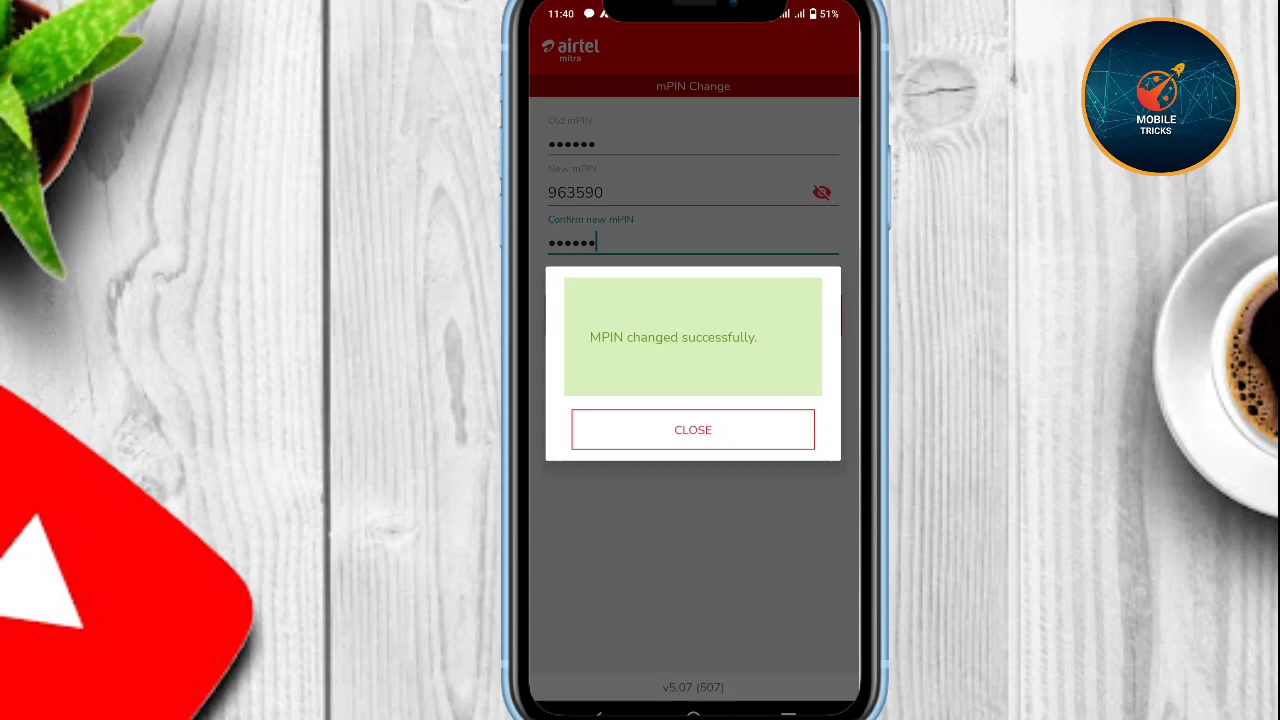 11:40
51%
airtel
mitra
mPIN Change
Old mPIN
••••••
New mPIN
963590
Confirm new mPIN
••••••
MPIN changed successfully.
CLOSE
v5.07 (507)
MOBILE
TRICKS